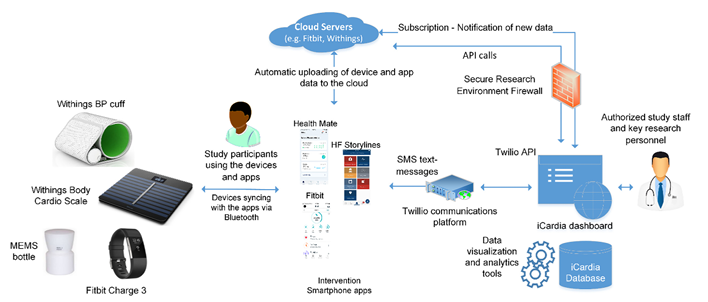 Cloud Servers
(e.g. Fitbit, Withings)
Subscription - Notification of new data
API calls
Automatic uploading of device and app
data to the cloud
Secure Research
Environment Firewall
Withings BP cuff
Authorized study staff
and key research
personnel
Health Mate
HF Storylines
Twilio API
Study participants
using the devices
and apps
SMS text-
messages
Withings Body
Cardio Scale
Fitbit
Devices syncing
with the apps via
Bluetooth
Twillio communications
platform
iCardia dashboard
MEMS
bottle
Data
visualization
and analytics
tools
iCardia
Database
Fitbit Charge 3
Intervention
Smartphone apps